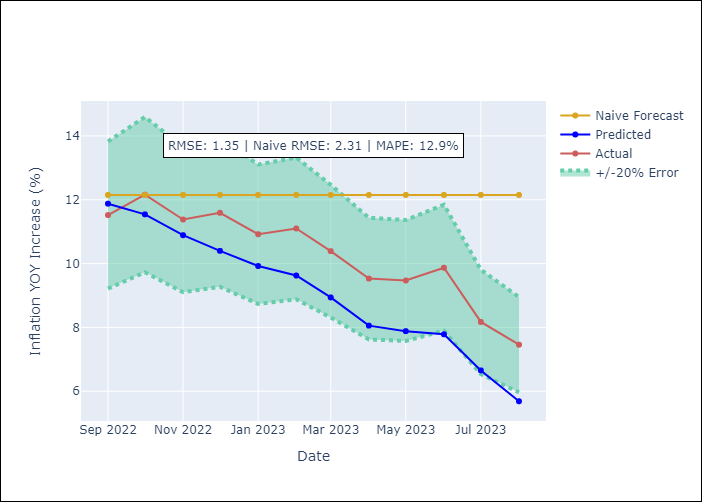 RMSE: 1.35 | Naive RMSE: 2.31 | MAPE: 12.9%
Naive Forecast
Predicted
Actual
+/-20% Error
Inflation YOY Increase (%)
14
12
10
8
6
Sep 2022
Nov 2022
Jan 2023
Mar 2023
May 2023
Jul 2023
Date